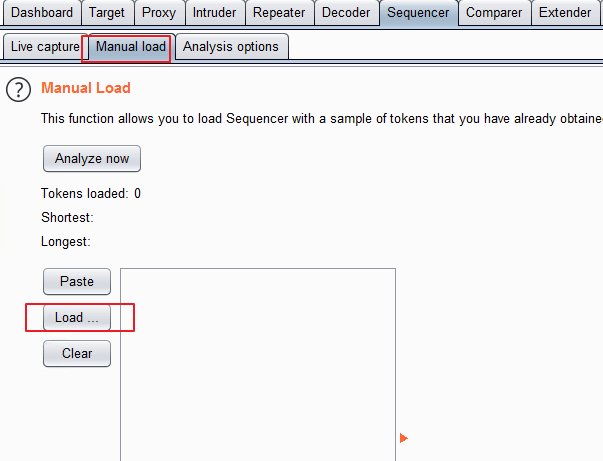 Dashboard Target Proxy Intruder Repeater Decoder Sequencer Comparer Extender
Live capture Manual load Analysis options
? Manual Load
This function allows you to load Sequencer with a sample of tokens that you have already obtaine
Analyze now
Tokens loaded: 0
Shortest:
Longest:
Paste
Load ...
Clear